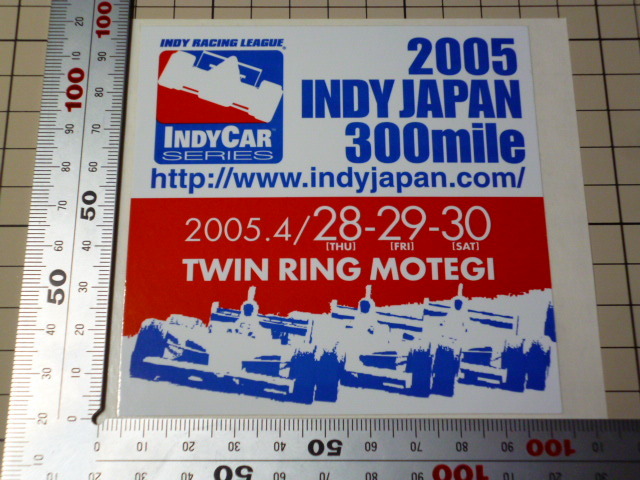 INDY RACING LEAGUE
INDYCAR
SERIES
2005
INDY JAPAN
300mile
http://www.indyjapan.com/
2005.4/28-29-30
[THU] [FRI] [SAT]
TWIN RING MOTEGI